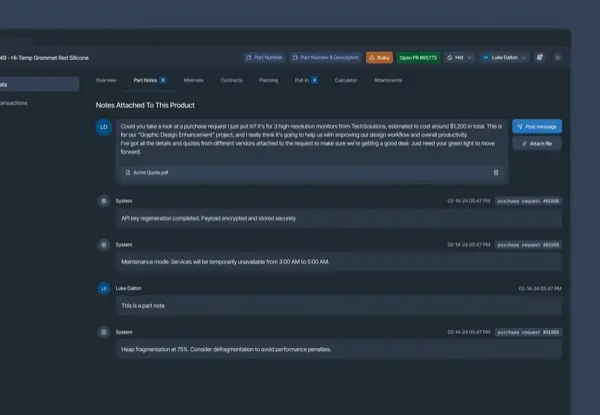 49 - Hi-Temp Grommet Red Silicone
Part Number
Part Number & Description
Bulky
Open PR #95773
Hot
Luke Dalton
ata
ransactions
Overview
Part Notes
Alternate
Contracts
Planning
Pull-In
Calculator
Attachments
Notes Attached To This Product
LD
Could you take a look at a purchase request I just put in? It's for 3 high-resolution monitors from TechSolutions, estimated to cost around $1,200 in total. This is
for our "Graphic Design Enhancement" project, and I really think it's going to help us with improving our design workflow and overall productivity.
I've got all the details and quotes from different vendors attached to the request to make sure we're getting a good deal. Just need your green light to move
forward.
Acme Quote.pdf
Post message
Attach file
System
02-14-24 05:47 PM
purchase request #91998
API key regeneration completed. Payload encrypted and stored securely
System
02-14-24 05:47 PM
purchase request #91998
Maintenance mode: Services will be temporarily unavailable from 3:00 AM to 5:00 AM.
LD
Luke Dalton
02-14-24 05:47 PM
This is a part note
System
02-14-24 05:47 PM
purchase request #91998
Heap fragmentation at 75%. Consider defragmentation to avoid performance penalties.